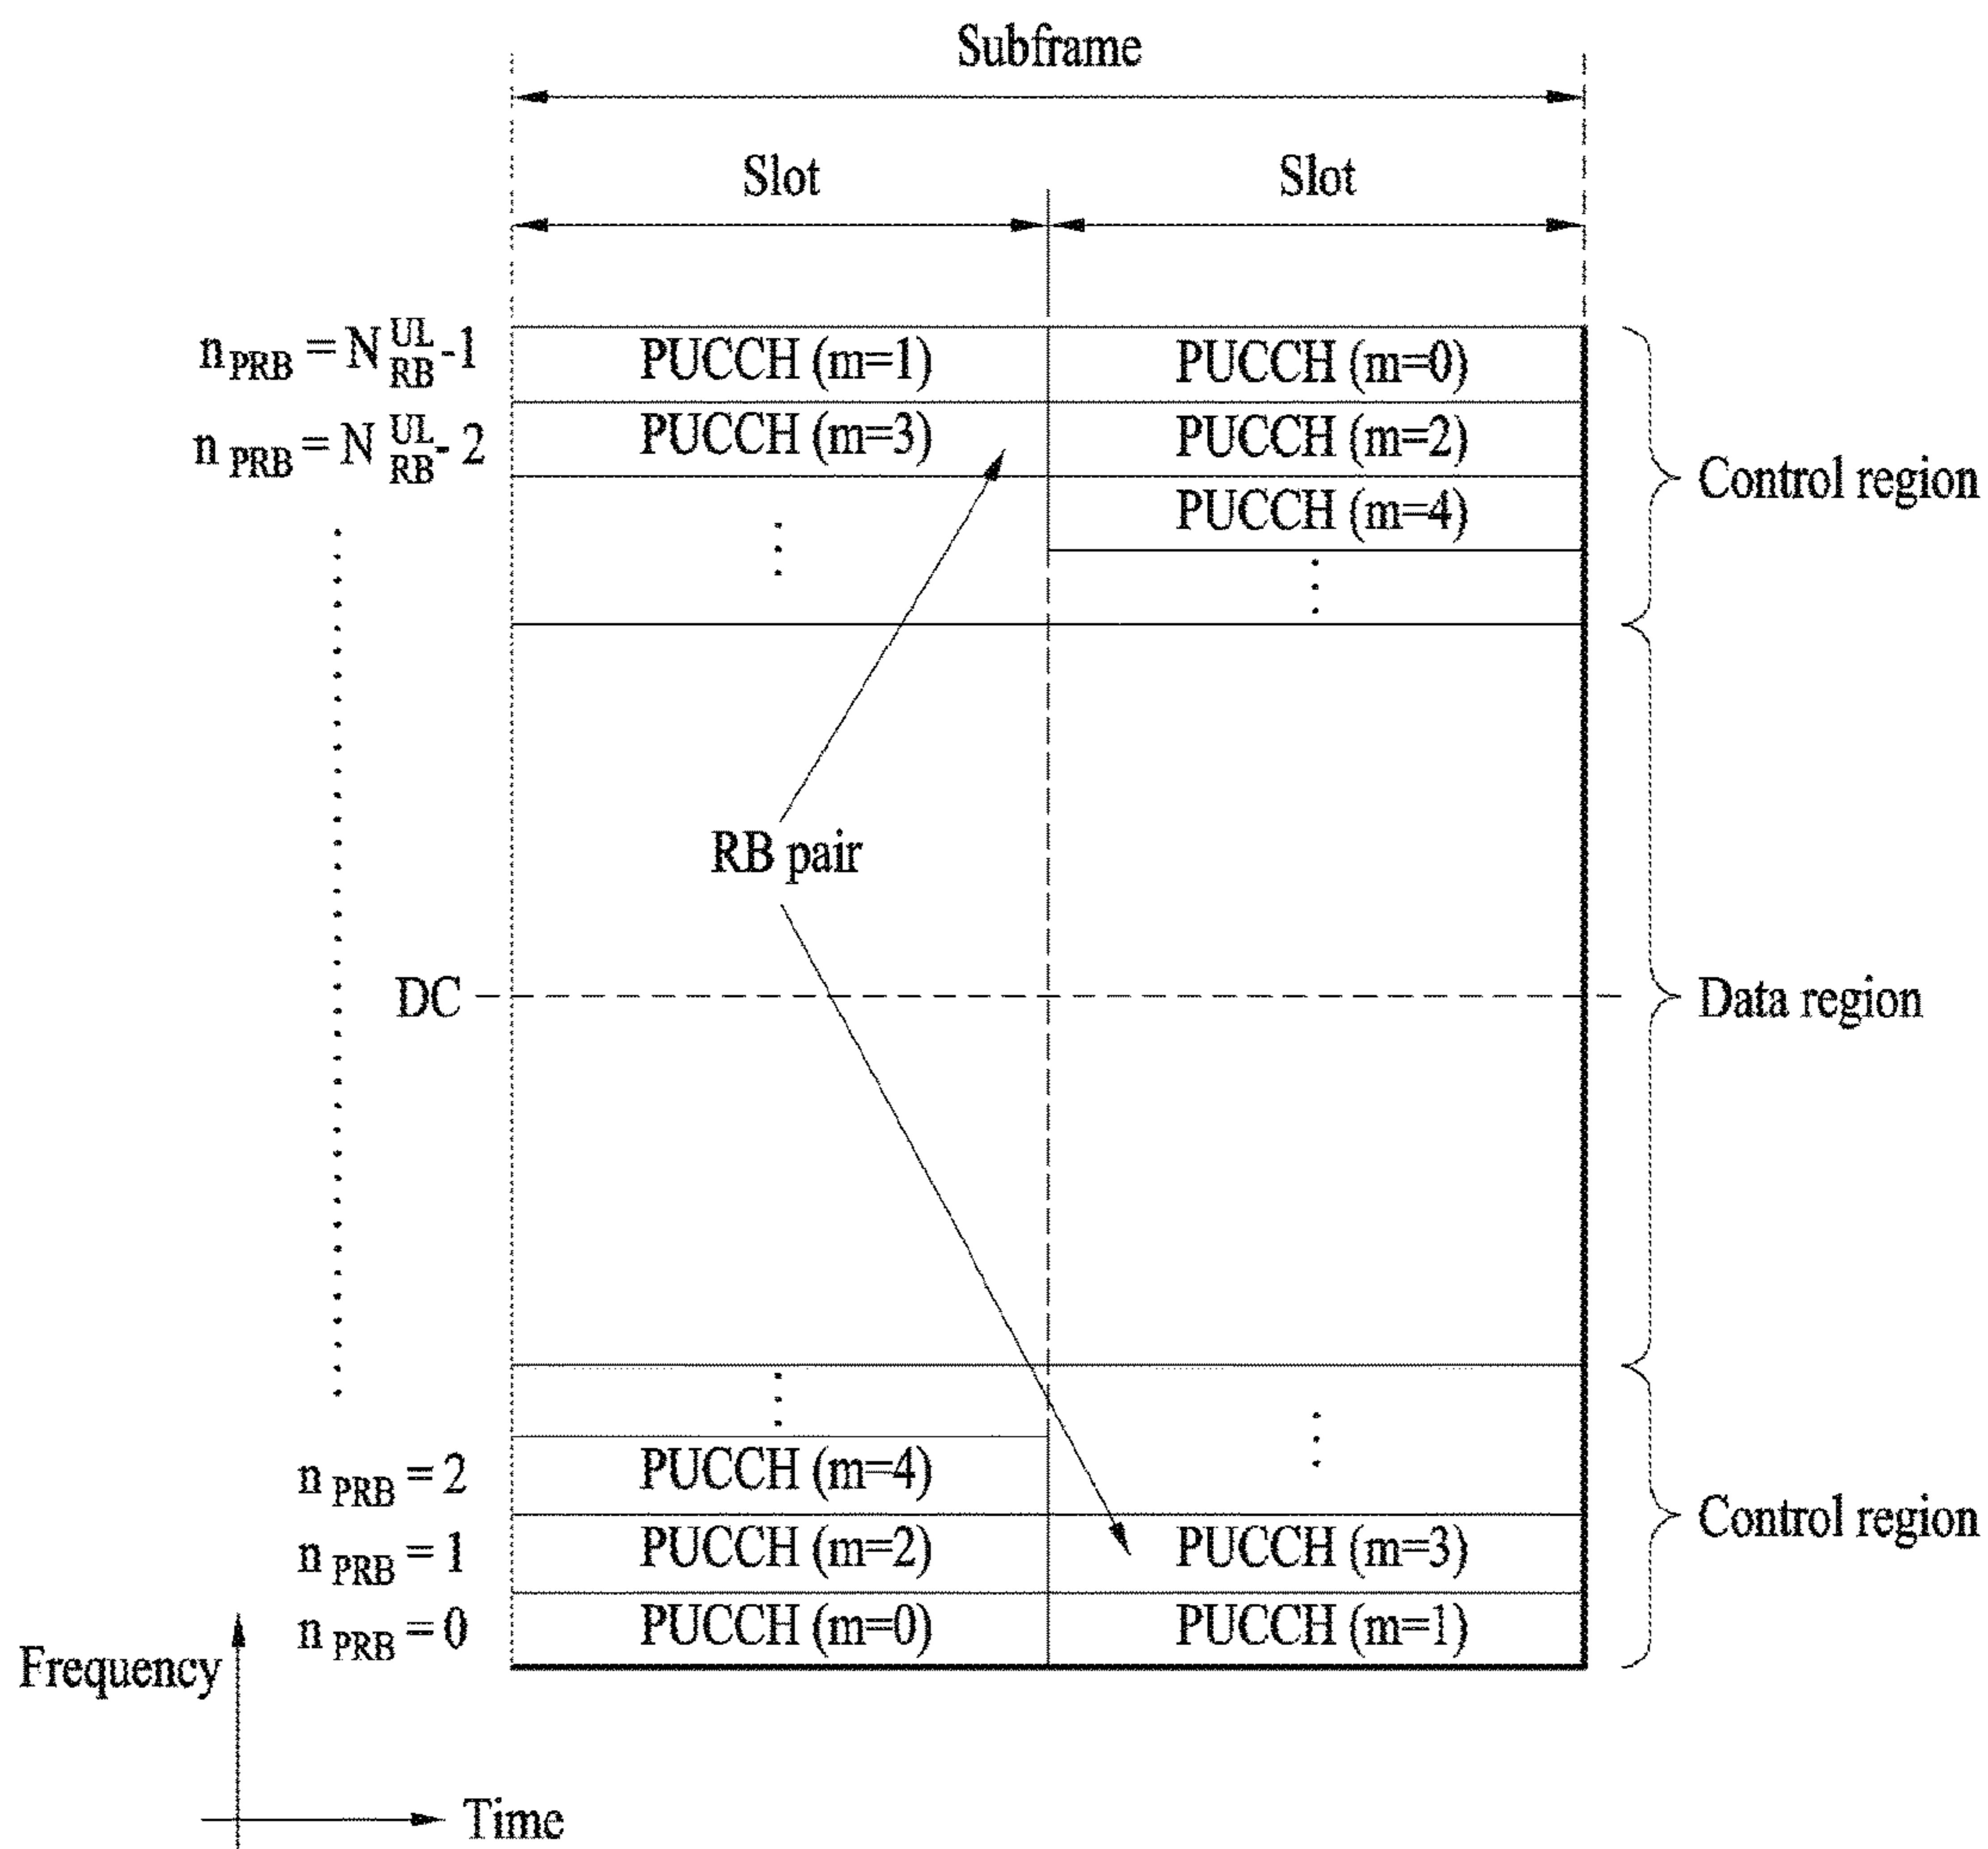 Subframe
Slot Slot
n PRB = N UL RB -1 PUCCH (m=1) PUCCH (m=0)
n PRB = N UL RB - 2 PUCCH (m=3) PUCCH (m=2)
Control region
PUCCH (m=4)
RB pair
DC
Data region
n PRB = 2 PUCCH (m=4)
Control region
n PRB = 1 PUCCH (m=2) PUCCH (m=3)
n PRB = 0 PUCCH (m=0) PUCCH (m=1)
Frequency
Time